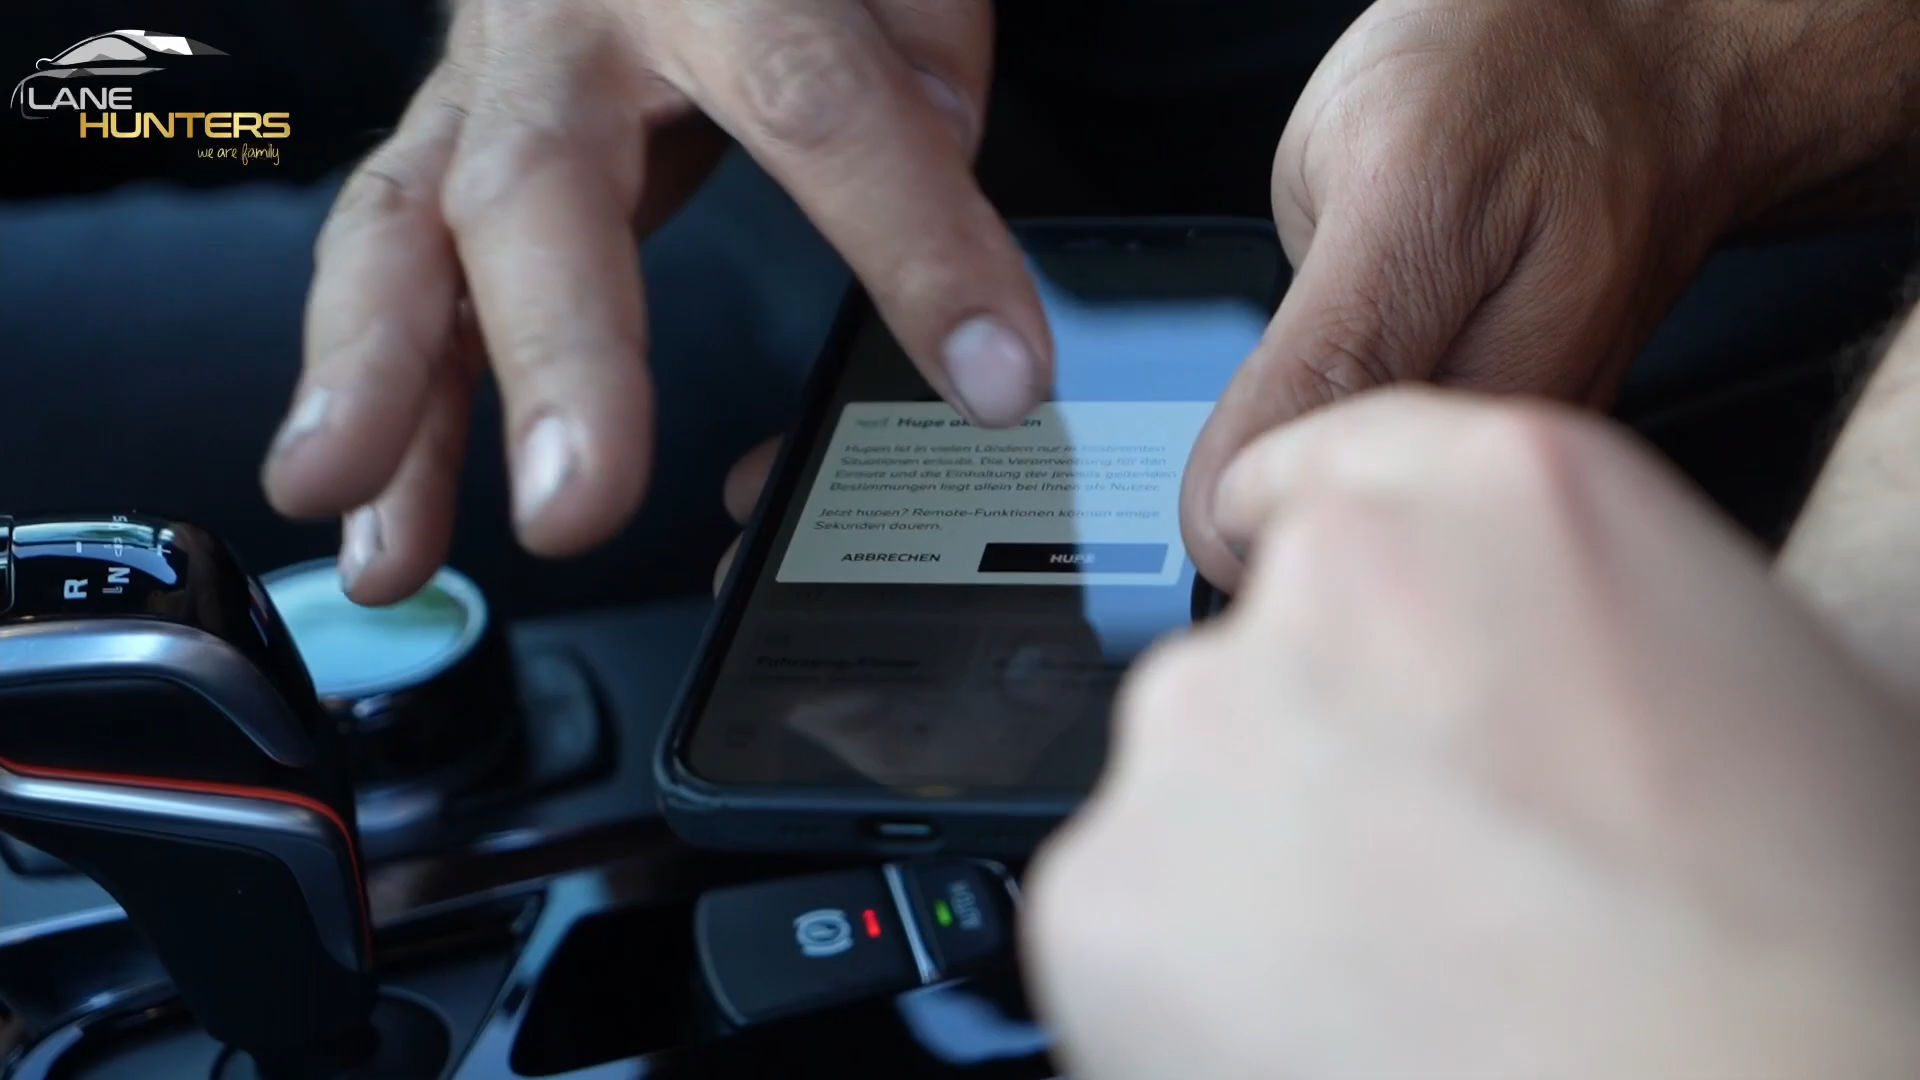 LANE
HUNTERS
we are family
Hupe
Hupen ist in vielen Ländern nur in bestimmten
Situationen erlaubt. Die Verantwortung für den
Einsatz und die Einhaltung der jeweils geltenden
Bestimmungen liegt allein bei Ihnen als Nutzer.
Jetzt hupen? Remote-Funktionen können einige
Sekunden dauern.
ABBRECHEN
HUPE
R
N